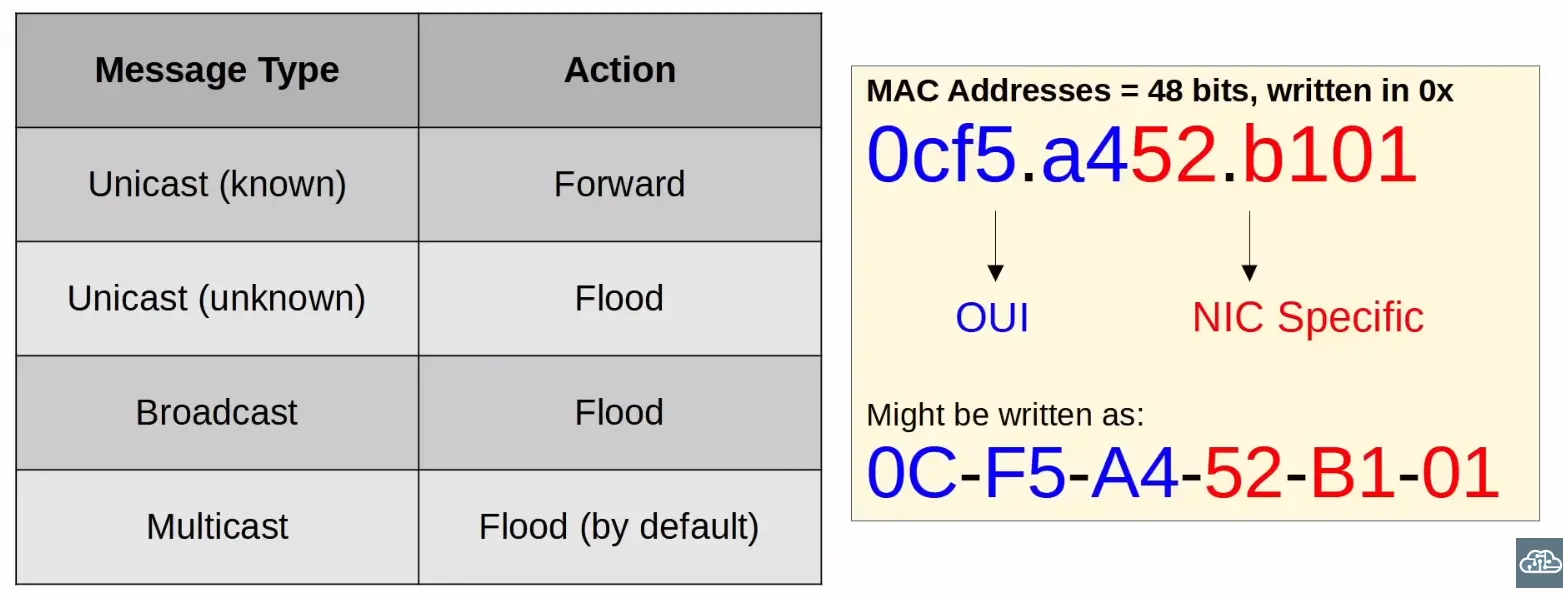 Message Type Action
Unicast (known) Forward
Unicast (unknown) Flood
Broadcast Flood
Multicast Flood (by default)
MAC Addresses = 48 bits, written in 0x
0cf5.a452.b101
OUI NIC Specific
Might be written as:
0C-F5-A4-52-B1-01